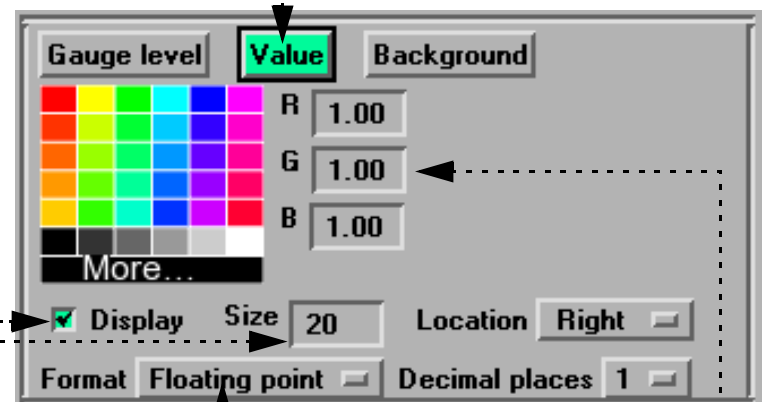 Gauge level Value Background
R 1.00
G 1.00
B 1.00
More...
Display Size 20 Location Right
Format Floating point Decimal places 1